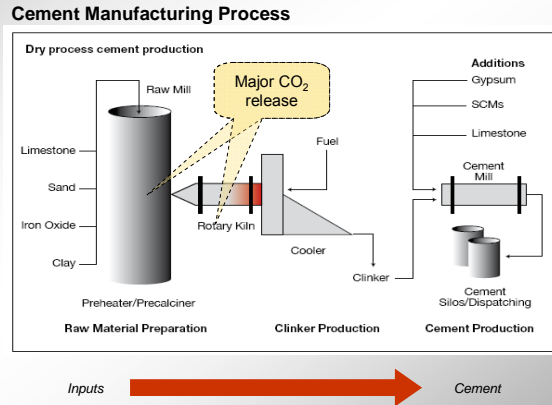 Cement Manufacturing Process
Dry process cement production
Major CO₂
release
Raw Mill
Limestone
Sand
Iron Oxide
Clay
Preheater/Precalciner
Raw Material Preparation
Rotary Kiln
Fuel
Cooler
Clinker
Clinker Production
Additions
Gypsum
SCMs
Limestone
Cement
Mill
Cement
Silos/Dispatching
Cement Production
Inputs
Cement